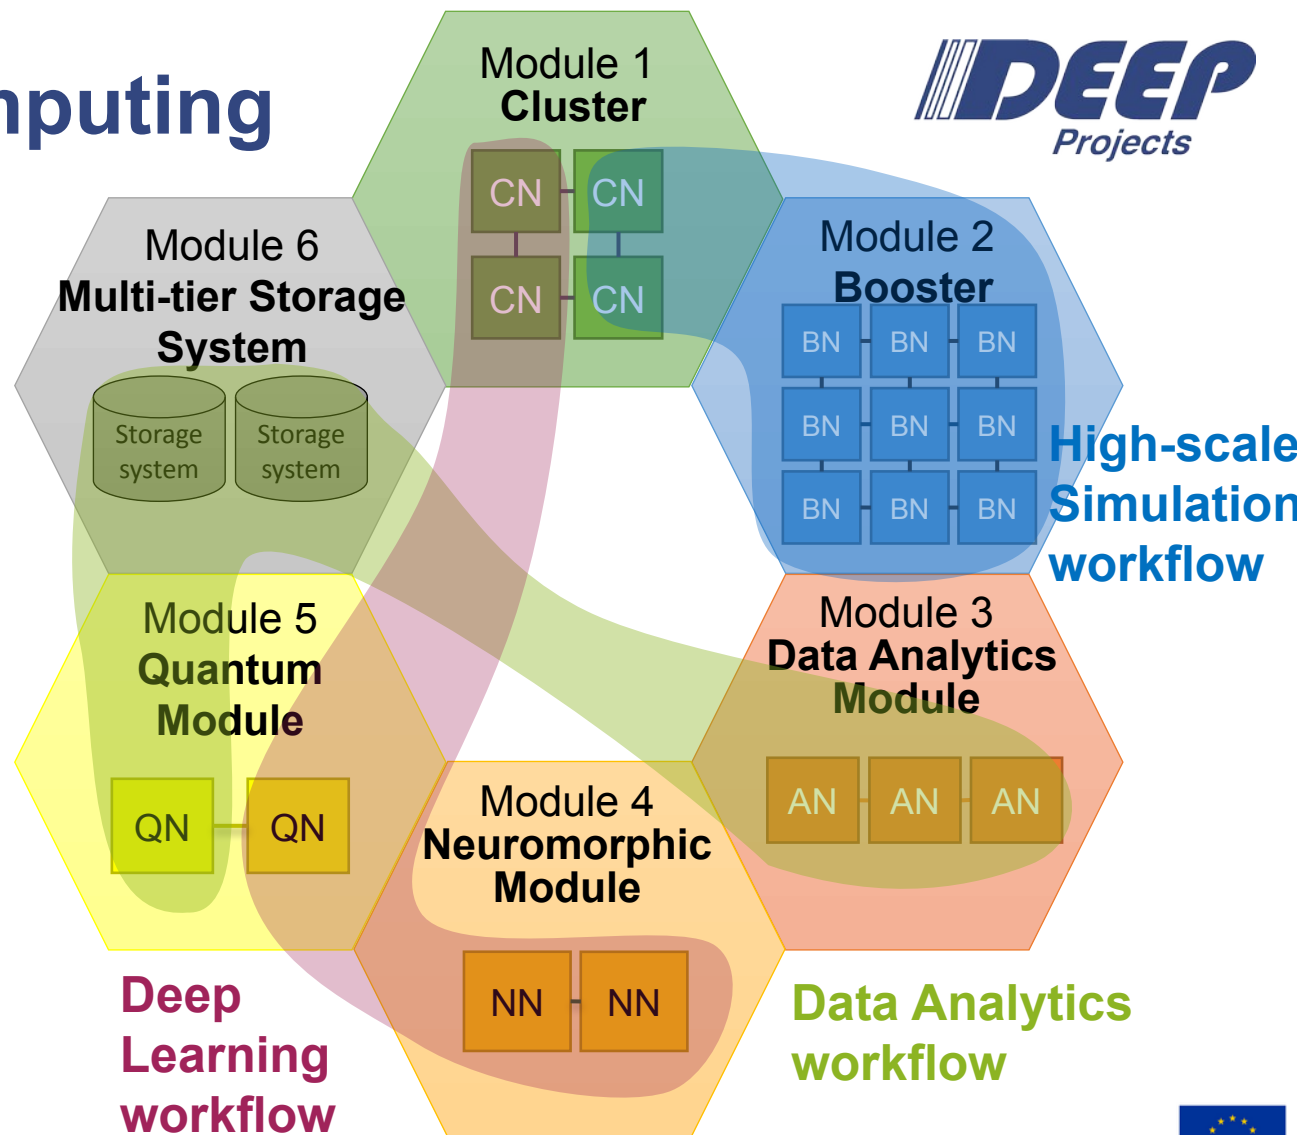 mputing
DEEP
Projects
Module 1
Cluster
CN CN
CN CN
Module 2
Booster
BN BN BN
BN BN BN
BN BN BN
High-scale
Simulation
workflow
Module 3
Data Analytics
Module
AN AN AN
Data Analytics
workflow
Module 4
Neuromorphic
Module
NN NN
Module 5
Quantum
Module
QN QN
Deep
Learning
workflow
Module 6
Multi-tier Storage
System
Storage
system
Storage
system